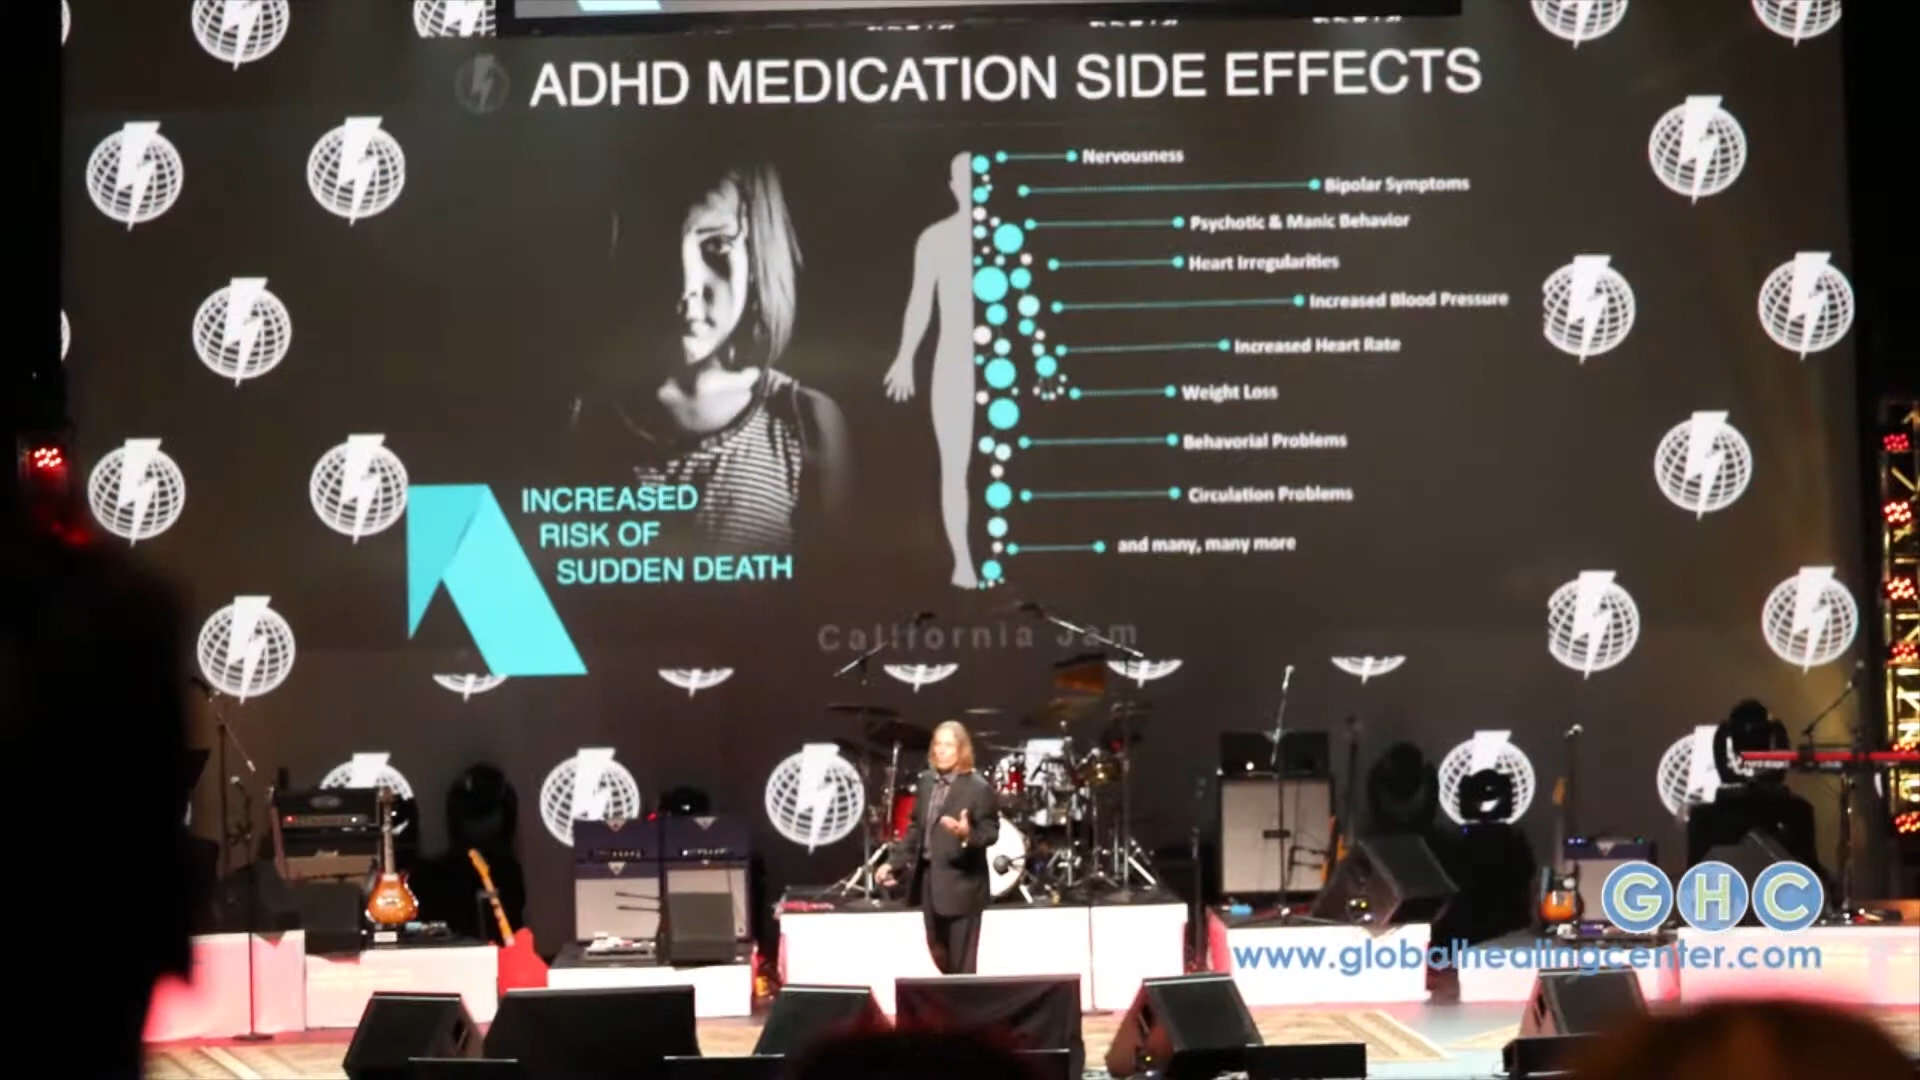 ADHD MEDICATION SIDE EFFECTS
Nervousness
Bipolar Symptoms
Psychotic & Manic Behavior
Heart Irregularities
Increased Blood Pressure
Increased Heart Rate
Weight Loss
Behavorial Problems
Circulation Problems
and many, many more
INCREASED
RISK OF
SUDDEN DEATH
California Jam
GHC
www.globalhealingcenter.com